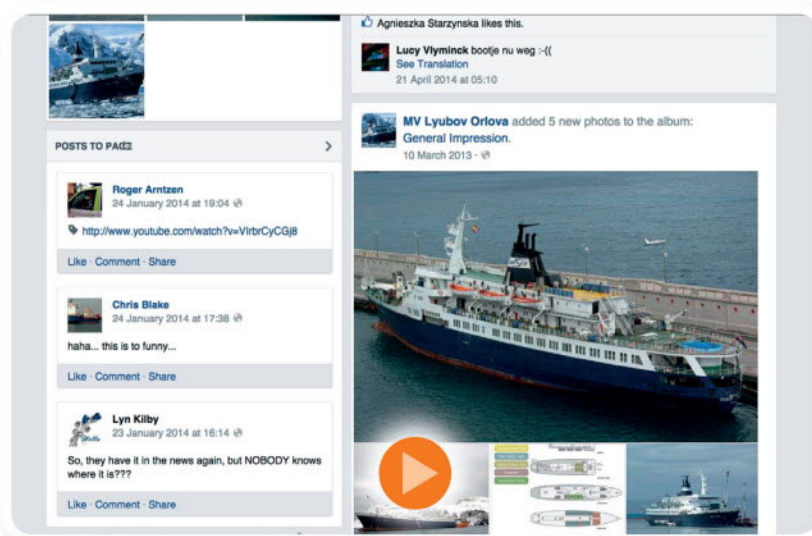 POSTS TO PAGE
Roger Arntzen
24 January 2014 at 19:04
http://www.youtube.com/watch?v=VIrbrCyCGj8
Like · Comment · Share
Chris Blake
24 January 2014 at 17:38
haha... this is to funny...
Like · Comment · Share
Lyn Kilby
23 January 2014 at 16:14
So, they have it in the news again, but NOBODY knows
where it is???
Like · Comment · Share
Agnieszka Starzynska likes this.
Lucy Vlyminck bootje nu weg :-((
See Translation
21 April 2014 at 05:10
MV Lyubov Orlova added 5 new photos to the album:
General Impression.
10 March 2013 ·